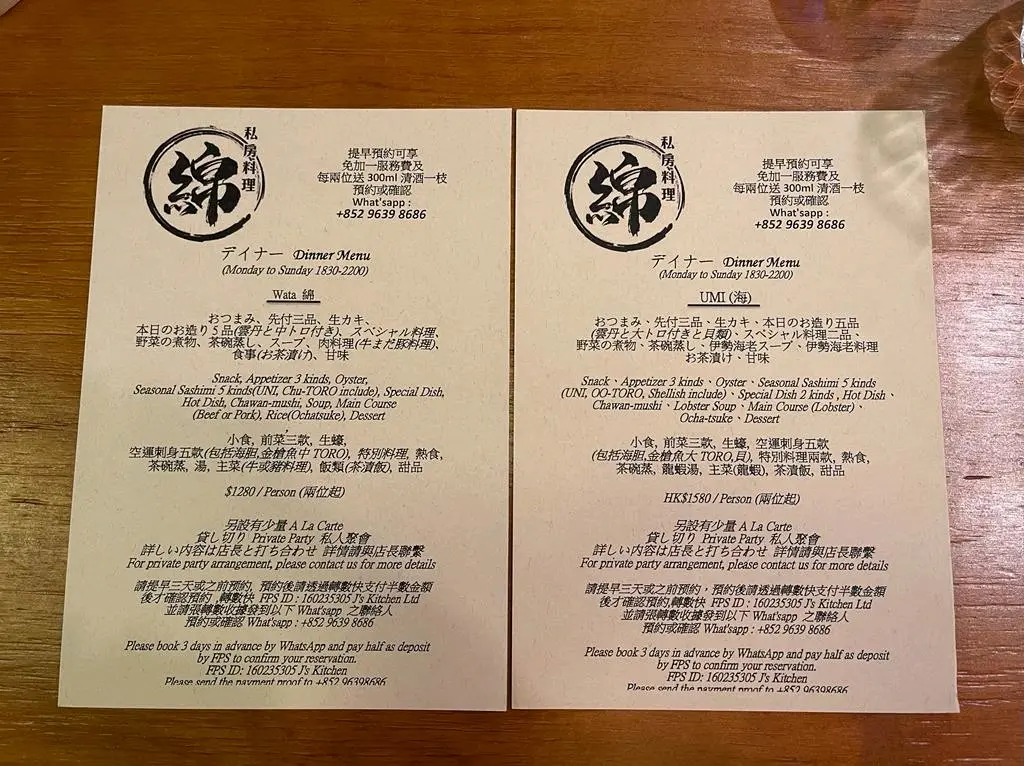 綿
私房料理
提早預約可享
免加一服務費及
每兩位送 300ml 清酒一枝
預約或確認
What'sapp :
+852 9639 8686
デイナー Dinner Menu
(Monday to Sunday 1830-2200)
Wata 綿
おつまみ、先付三品、生カキ、
本日のお造り 5 品(雲丹と中トロ付き)、スペシャル料理、
野菜の煮物、茶碗蒸し、スープ、肉料理(牛まだ豚料理)、
食事(お茶漬け)、甘味
Snack, Appetizer 3 kinds, Oyster,
Seasonal Sashimi 5 kinds(UNI, Chu-TORO include), Special Dish,
Hot Dish, Chawan-mushi, Soup, Main Course
(Beef or Pork), Rice(Ochatsuke), Dessert
小食, 前菜三款, 生蠔,
空運刺身五款(包括海胆,金槍魚中 TORO), 特別料理, 熟食,
茶碗蒸, 湯, 主菜(牛或豬料理), 飯類(茶漬飯), 甜品
$1280 / Person (兩位起)
另設有少量 A La Carte
貸し切り Private Party 私人聚會
詳しい内容は店長と打ち合わせ 詳情請與店長聯繫
For private party arrangement, please contact us for more details
請提早三天或之前預約, 預約後請透過轉數快支付半數金額
後才確認預約 , 轉數快 FPS ID : 160235305 J's Kitchen Ltd
並請張轉數收據發到以下 What'sapp 之聯絡人
預約或確認 What'sapp : +852 9639 8686
Please book 3 days in advance by WhatsApp and pay half as deposit
by FPS to confirm your reservation.
FPS ID: 160235305 J's Kitchen
Please send the payment proof to +852 96398686
綿
私房料理
提早預約可享
免加一服務費及
每兩位送 300ml 清酒一枝
預約或確認
What'sapp :
+852 9639 8686
デイナー Dinner Menu
(Monday to Sunday 1830-2200)
UMI (海)
おつまみ、先付三品、生カキ、本日のお造り五品
(雲丹と大トロ付きと貝類)、スペシャル料理二品、
野菜の煮物、茶碗蒸し、伊勢海老スープ、伊勢海老料理
お茶漬け、甘味
Snack、Appetizer 3 kinds、Oyster、Seasonal Sashimi 5 kinds
(UNI, OO-TORO, Shellish include)、Special Dish 2 kinds , Hot Dish、
Chawan-mushi、Lobster Soup、Main Course (Lobster)、
Ocha-tsuke、Dessert
小食, 前菜三款, 生蠔, 空運刺身五款
(包括海胆,金槍魚大 TORO,貝), 特別料理兩款, 熟食,
茶碗蒸, 龍蝦湯, 主菜(龍蝦), 茶漬飯, 甜品
HK$1580 / Person (兩位起)
另設有少量 A La Carte
貸し切り Private Party 私人聚會
詳しい内容は店長と打ち合わせ 詳情請與店長聯繫
For private party arrangement, please contact us for more details
請提早三天或之前預約，預約後請透過轉數快支付半數金額
後才確認預約,轉數快 FPS ID : 160235305 J's Kitchen Ltd
並請張轉數收據發到以下 What'sapp 之聯絡人
預約或確認 What'sapp : +852 9639 8686
Please book 3 days in advance by WhatsApp and pay half as deposit
by FPS to confirm your reservation.
FPS ID: 160235305 J's Kitchen
Please send the payment proof to +852 96398686